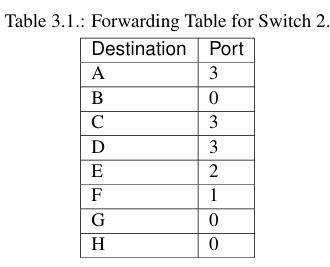 Table 3.1.: Forwarding Table for Switch 2.
Destination Port
A 3
B 0
C 3
D 3
E 2
F 1
G 0
H 0